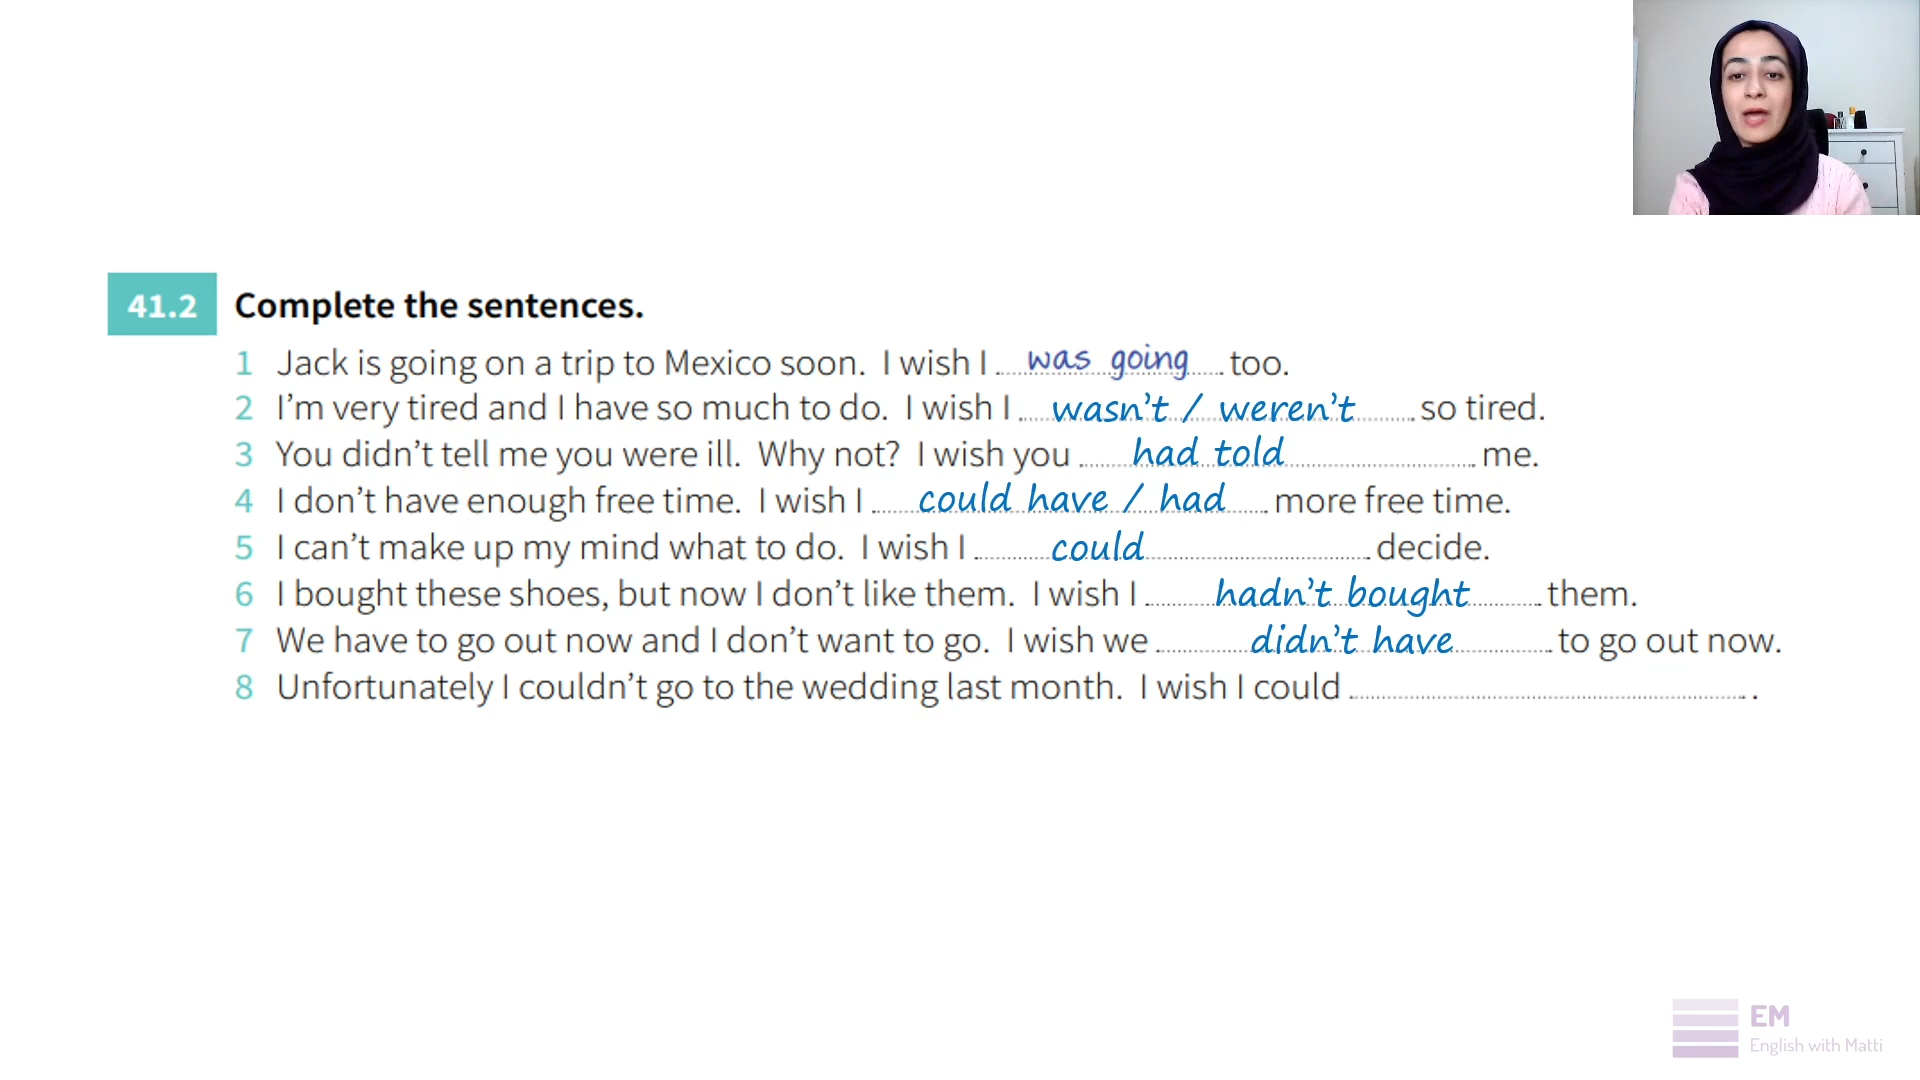 41.2 Complete the sentences.
1 Jack is going on a trip to Mexico soon. I wish I was going too.
2 I'm very tired and I have so much to do. I wish I wasn't / weren't so tired.
3 You didn't tell me you were ill. Why not? I wish you had told me.
4 I don't have enough free time. I wish I could have / had more free time.
5 I can't make up my mind what to do. I wish I could decide.
6 I bought these shoes, but now I don't like them. I wish I hadn't bought them.
7 We have to go out now and I don't want to go. I wish we didn't have to go out now.
8 Unfortunately I couldn't go to the wedding last month. I wish I could .
EM
English with Matti